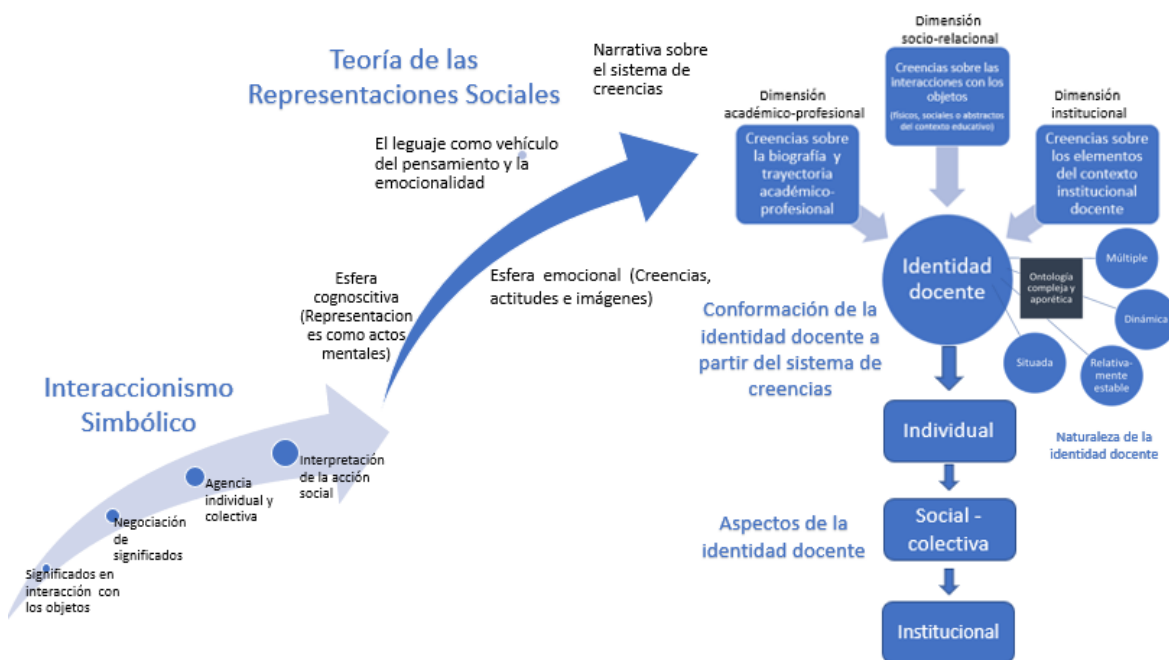 Teoría de las
Representaciones Sociales
Narrativa sobre
el sistema de
creencias
El leguaje como vehículo
del pensamiento y la
emocionalidad
Esfera
cognoscitiva
(Representacion
es como actos
mentales)
Esfera emocional (Creencias,
actitudes e imágenes)
Interaccionismo
Simbólico
Interpretación
de la acción
social
Agencia
individual y
colectiva
Negociación
de
significados
Significados en
interacción con
los objetos
Dimensión
socio-relacional
Creencias sobre las
interacciones con los
objetos
(físicos, sociales o abstractos
del contexto educativo)
Dimensión
académico-profesional
Creencias sobre
la biografía y
trayectoria
académico-
profesional
Dimensión
institucional
Creencias sobre
los elementos
del contexto
institucional
docente
Identidad
docente
Ontología
compleja y
aporética
Múltiple
Dinámica
Relativa-
mente
estable
Situada
Naturaleza de la
identidad docente
Conformación de la
identidad docente a
partir del sistema de
creencias
Individual
Social -
colectiva
Institucional
Aspectos de la
identidad docente